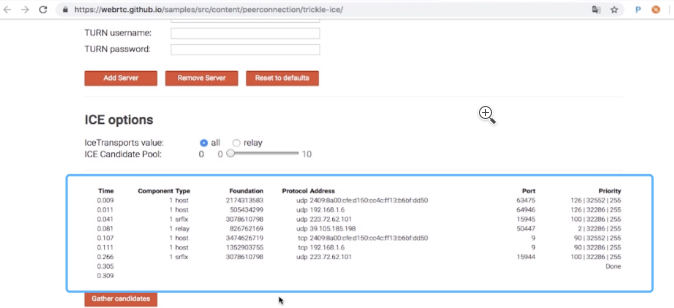 https://webrtc.github.io/samples/src/content/peerconnection/trickle-ice/
TURN username:
TURN password:
Add Server Remove Server Reset to defaults
ICE options
IceTransports value: all relay
ICE Candidate Pool: 0 0 10
Time Component Type Foundation Protocol Address Port Priority
0.009 1 host 2174313583 udp 2409:8a00:cfe:d150:cc4c:ff13:b6bf:dd50 63475 126 | 32552 | 255
0.011 1 host 505434299 udp 192.168.1.6 64946 126 | 32286 | 255
0.041 1 srflx 3078610798 udp 223.72.62.101 15945 100 | 32286 | 255
0.081 1 relay 826762169 udp 39.105.185.198 50447 2 | 32286 | 255
0.107 1 host 3474626719 tcp 2409:8a00:cfe:d150:cc4c:ff13:b6bf:dd50 9 90 | 32552 | 255
0.111 1 host 1352903755 tcp 192.168.1.6 9 90 | 32286 | 255
0.266 1 srflx 3078610798 udp 223.72.62.101 15944 100 | 32286 | 255
0.305 Done
0.309
Gather candidates